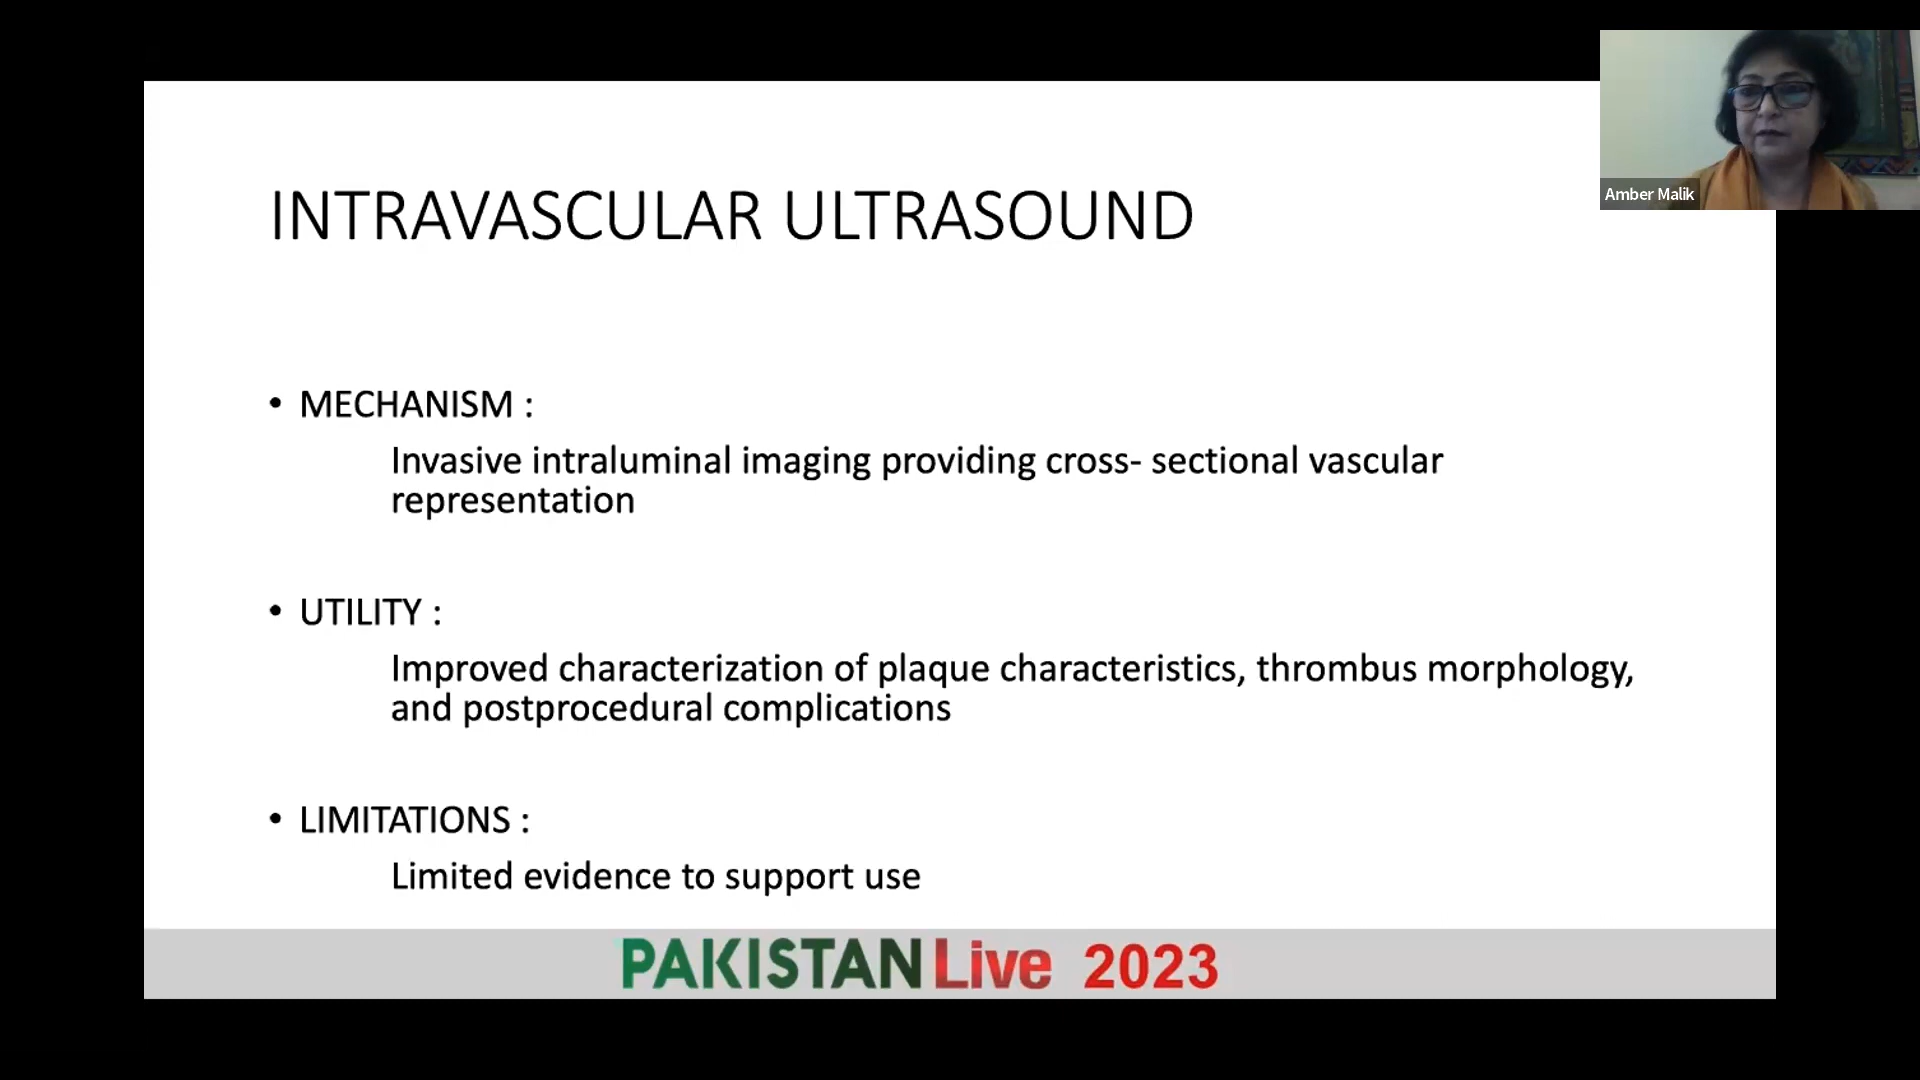 Amber Malik
INTRAVASCULAR ULTRASOUND
• MECHANISM :
Invasive intraluminal imaging providing cross- sectional vascular
representation
• UTILITY :
Improved characterization of plaque characteristics, thrombus morphology,
and postprocedural complications
• LIMITATIONS :
Limited evidence to support use
PAKISTAN Live 2023